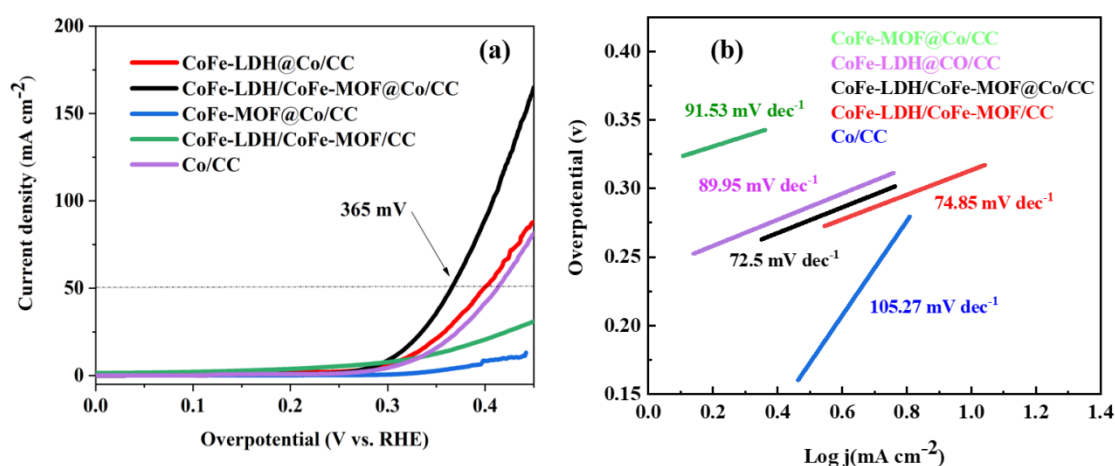 (a)
CoFe-LDH@Co/CC
CoFe-LDH/CoFe-MOF@Co/CC
CoFe-MOF@Co/CC
CoFe-LDH/CoFe-MOF/CC
Co/CC
365 mV
200
150
100
50
0
0.0
0.2
0.4
Current density (mA cm⁻²)
Overpotential (V vs. RHE)
(b)
CoFe-MOF@Co/CC
CoFe-LDH@CO/CC
CoFe-LDH/CoFe-MOF@Co/CC
CoFe-LDH/CoFe-MOF/CC
Co/CC
91.53 mV dec⁻¹
89.95 mV dec⁻¹
74.85 mV dec⁻¹
72.5 mV dec⁻¹
105.27 mV dec⁻¹
0.40
0.35
0.30
0.25
0.20
0.15
0.0
0.2
0.4
0.6
0.8
1.0
1.2
1.4
Overpotential (v)
Log j(mA cm⁻²)